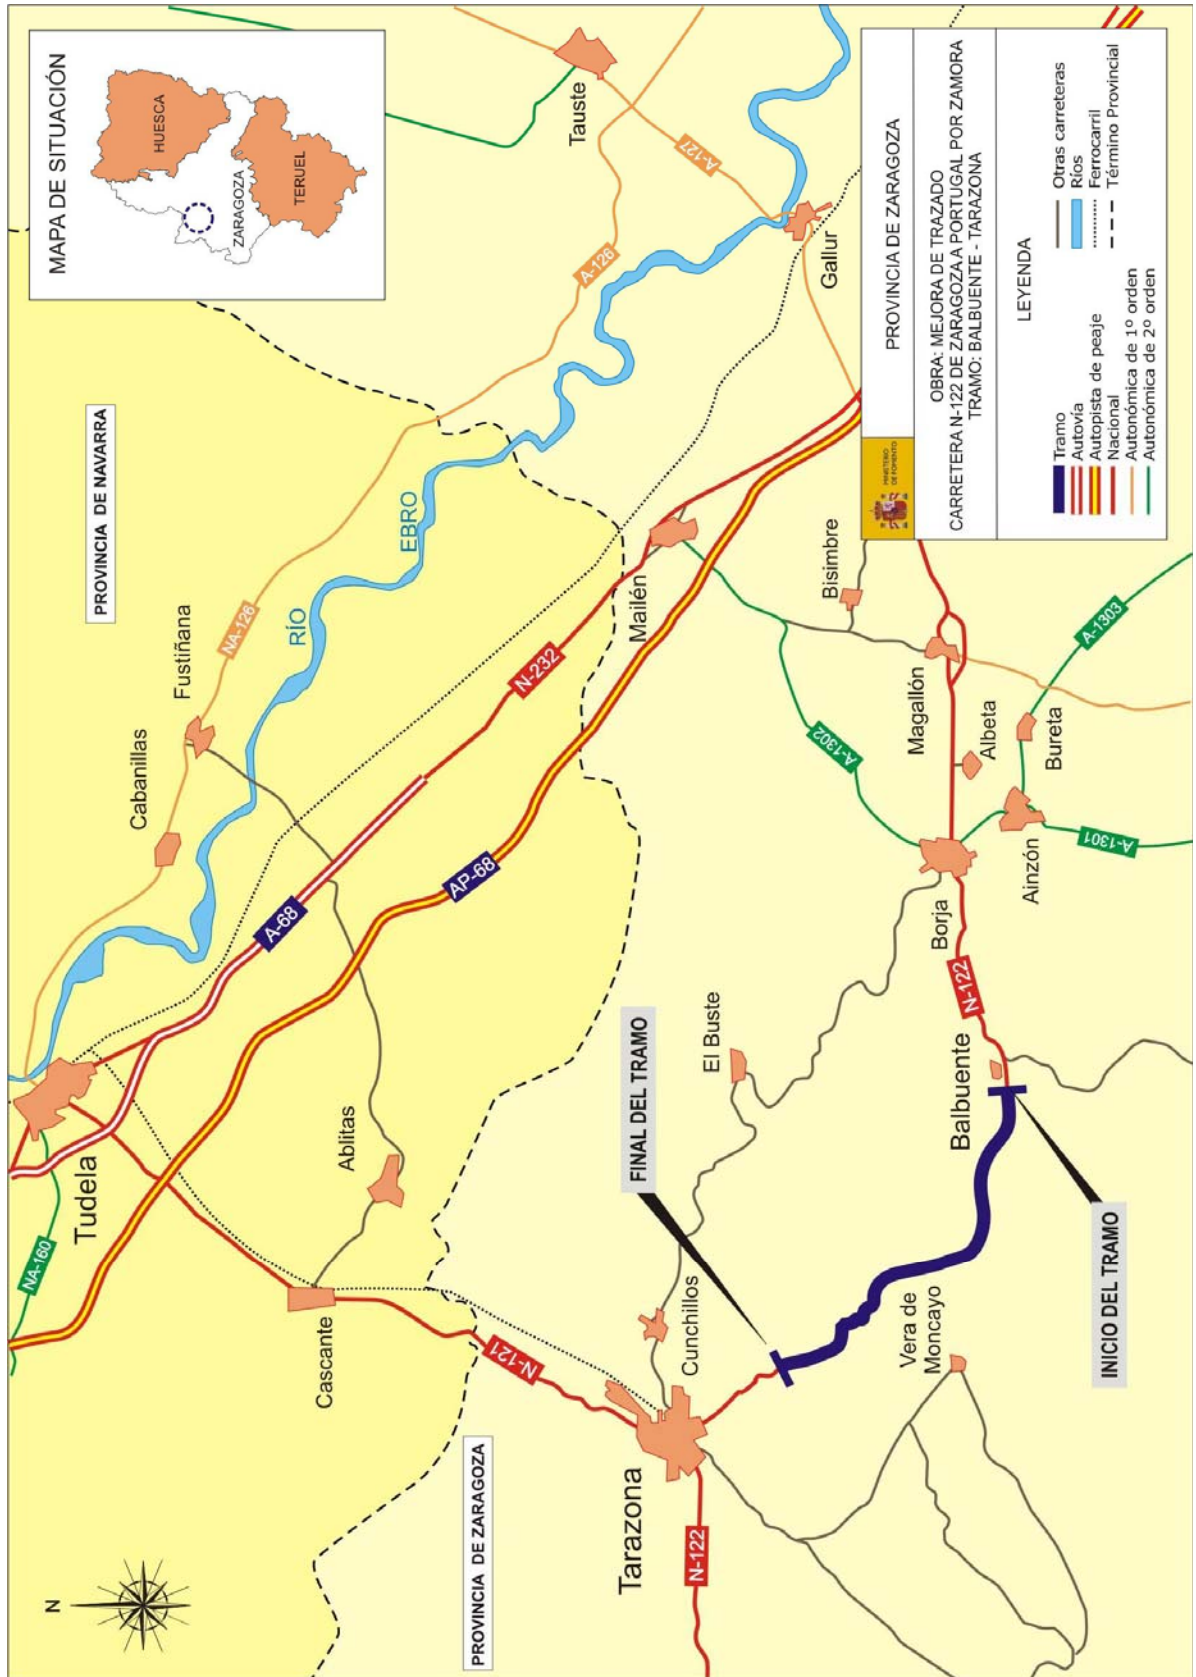 MAPA DE SITUACIÓN
HUESCA
ZARAGOZA
TERUEL
N
PROVINCIA DE NAVARRA
PROVINCIA DE ZARAGOZA
NA-160
Tudela
Cabanillas
Fustiñana
NA-126
A-126
Tauste
A-127
RÍO
EBRO
Gallur
A-68
AP-68
N-232
Ablitas
Cascante
N-121
Mailén
Bisimbre
A-1302
Magallón
Albeta
Bureta
A-1303
Ainzón
A-1301
Borja
N-122
El Buste
Balbuente
FINAL DEL TRAMO
INICIO DEL TRAMO
Cunchillos
Tarazona
N-122
Vera de
Moncayo
MINISTERIO
DE FOMENTO
PROVINCIA DE ZARAGOZA
OBRA: MEJORA DE TRAZADO
CARRETERA N-122 DE ZARAGOZA A PORTUGAL POR ZAMORA
TRAMO: BALBUENTE - TARAZONA
LEYENDA
Tramo
Autovía
Autopista de peaje
Nacional
Autonómica de 1º orden
Autonómica de 2º orden
Otras carreteras
Ríos
Ferrocarril
Término Provincial